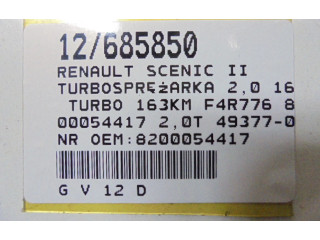 12/685850
RENAULT SCENIC II
TURBOSPRĘŻARKA 2,0 16
TURBO 163KM F4R776 8
00054417 2,0T 49377-0
NR OEM:8200054417
G V 12 D